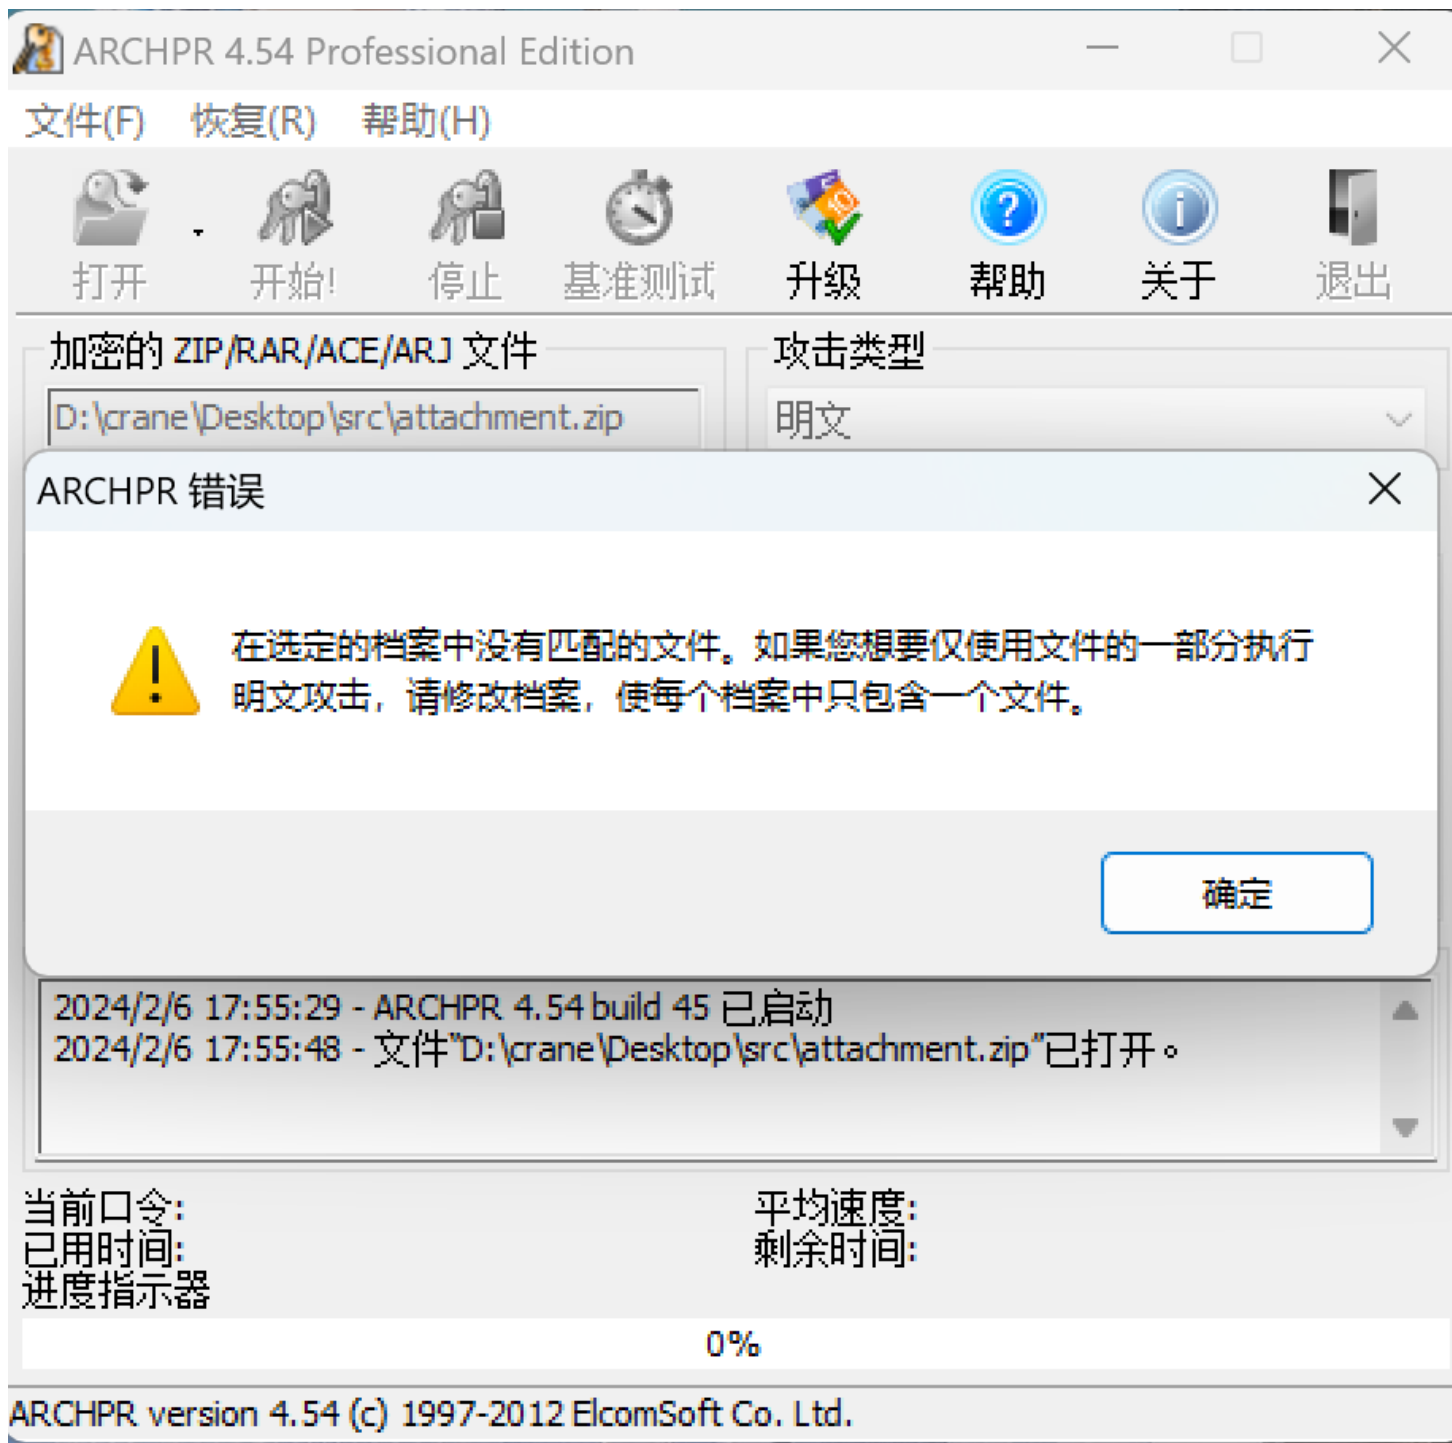 ARCHPR 4.54 Professional Edition
文件(F) 恢复(R) 帮助(H)
打开 开始! 停止 基准测试 升级 帮助 关于 退出
加密的 ZIP/RAR/ACE/ARJ 文件
攻击类型
D:\crane\Desktop\src\attachment.zip
明文
ARCHPR 错误
在选定的档案中没有匹配的文件。如果您想要仅使用文件的一部分执行
明文攻击，请修改档案，使每个档案中只包含一个文件。
确定
2024/2/6 17:55:29 - ARCHPR 4.54 build 45 已启动
2024/2/6 17:55:48 - 文件"D:\crane\Desktop\src\attachment.zip"已打开。
当前口令: 平均速度:
已用时间: 剩余时间:
进度指示器
0%
ARCHPR version 4.54 (c) 1997-2012 ElcomSoft Co. Ltd.